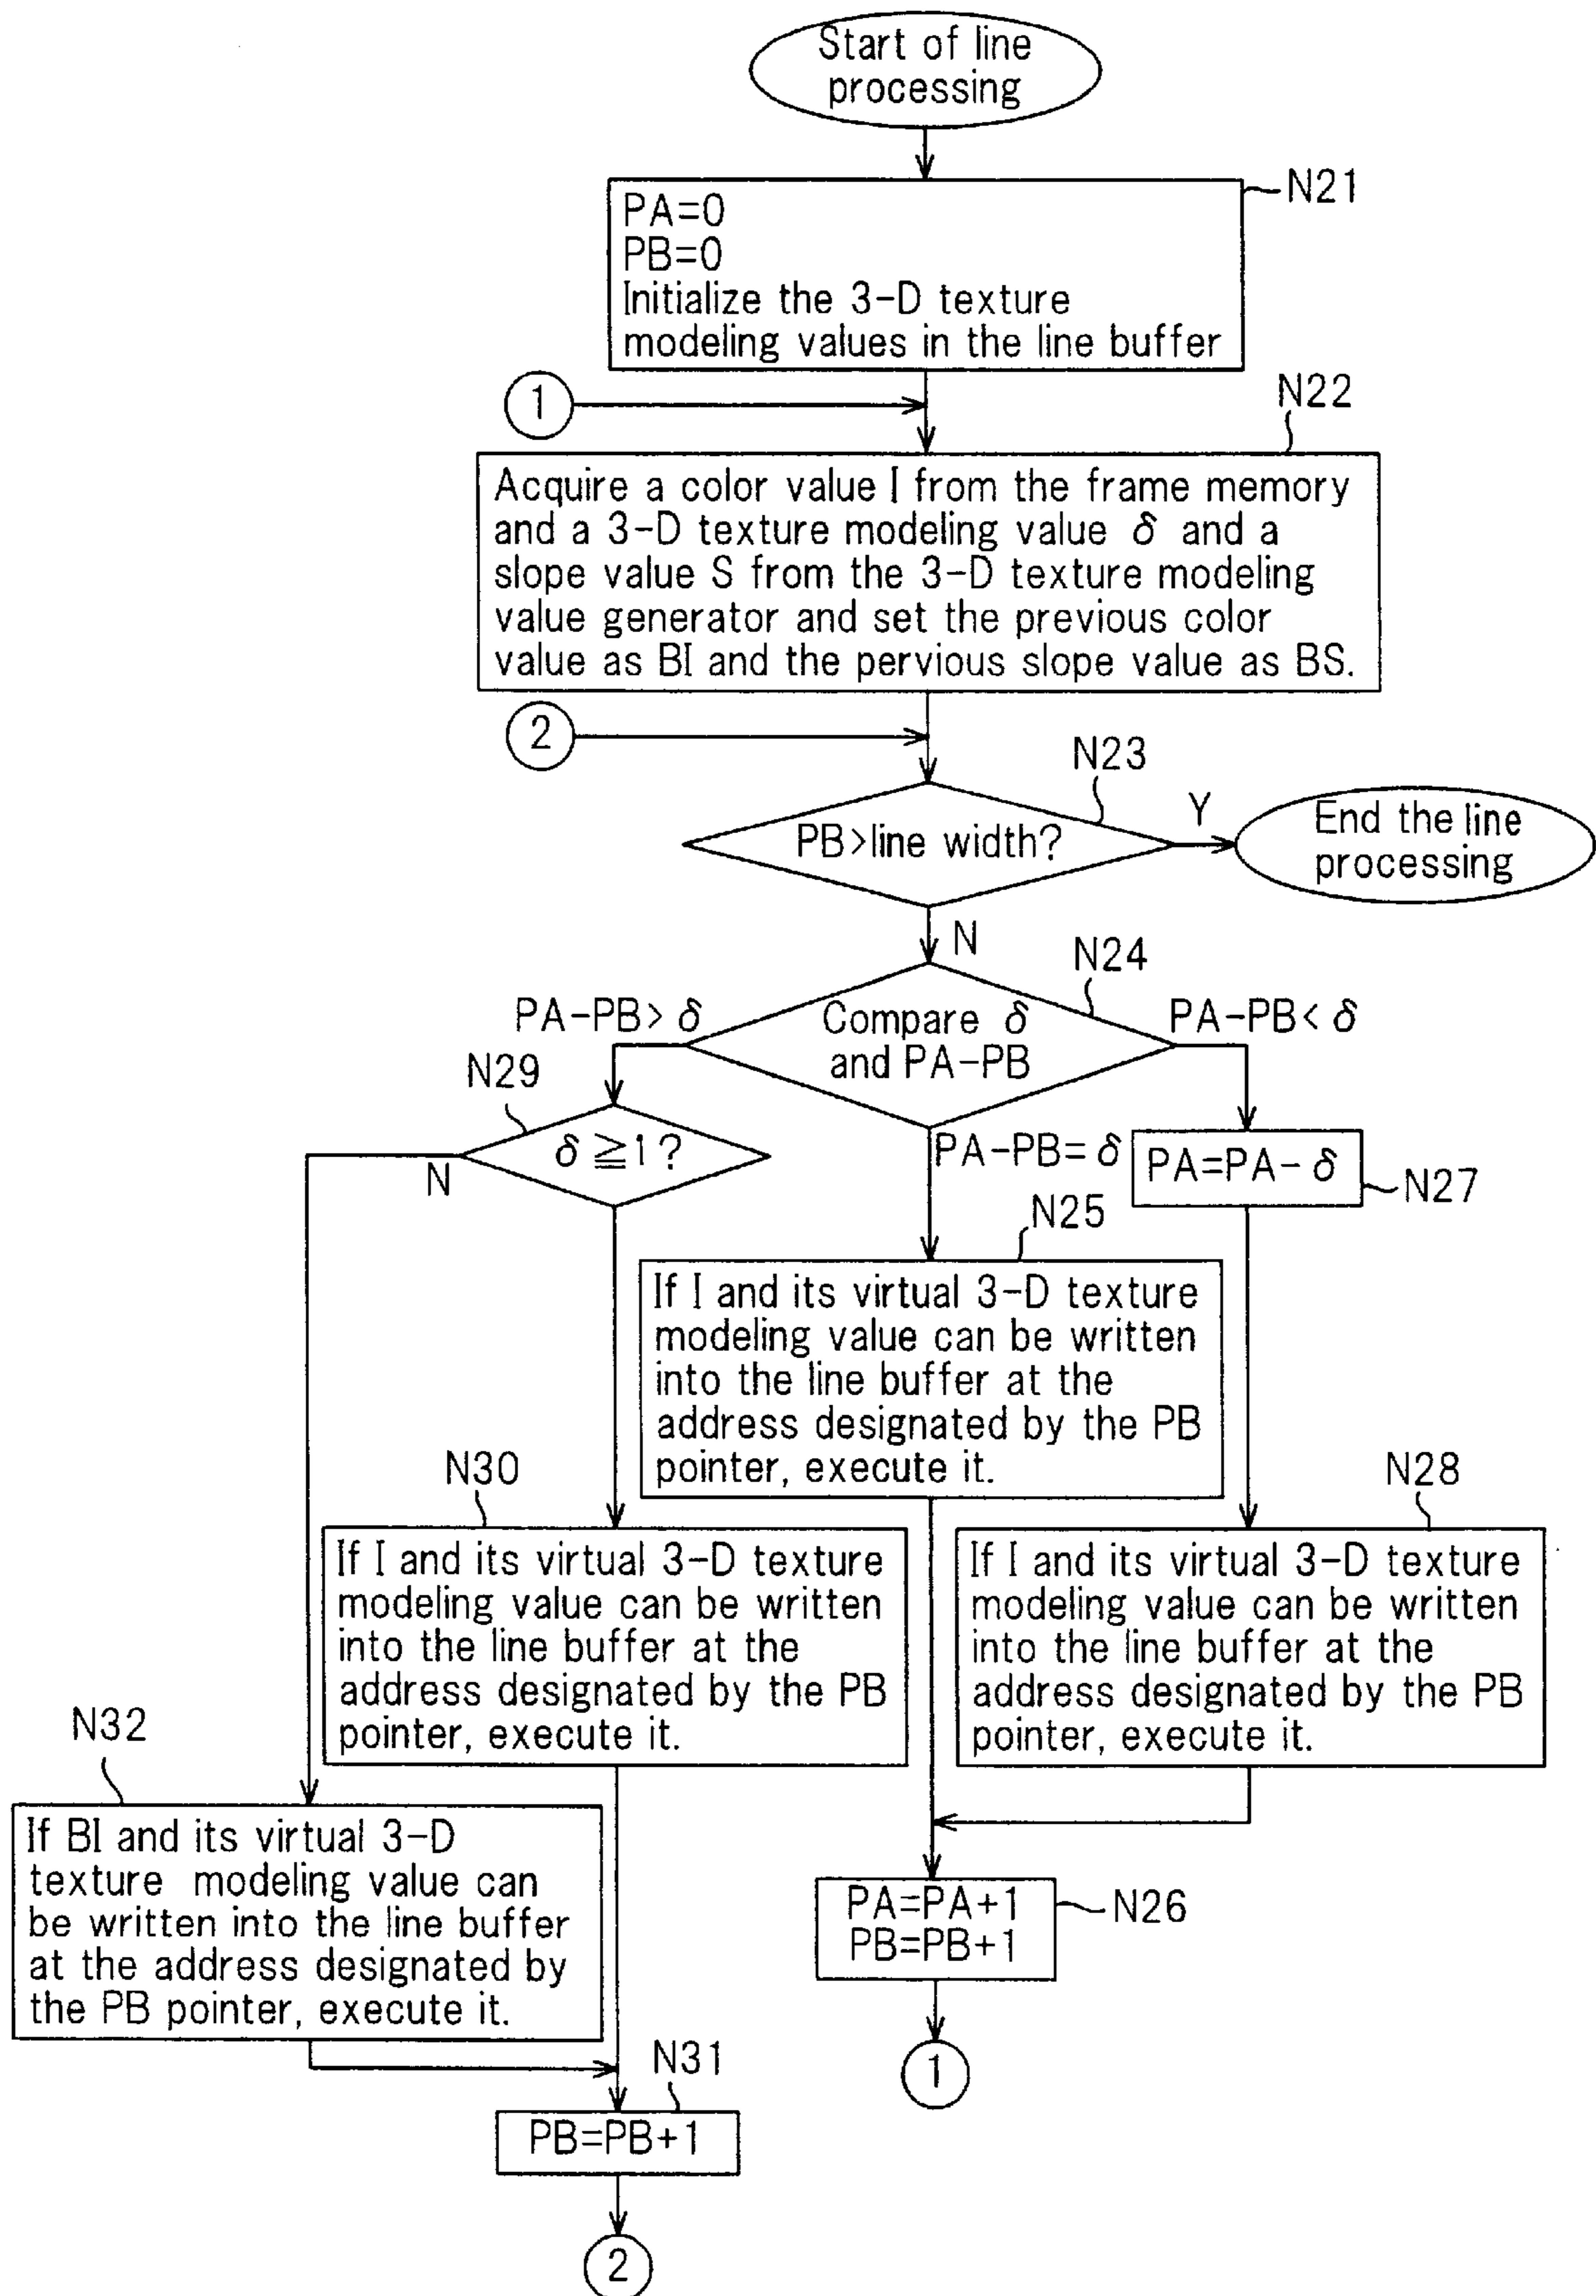 Start of line
processing
N21
PA=0
PB=0
Initialize the 3-D texture
modeling values in the line buffer
1
N22
Acquire a color value I from the frame memory
and a 3-D texture modeling value δ and a
slope value S from the 3-D texture modeling
value generator and set the previous color
value as BI and the pervious slope value as BS.
2
N23
PB>line width?
Y
End the line
processing
N
N24
PA-PB> δ
Compare δ
and PA-PB
PA-PB< δ
N29
δ ≧1?
N
PA-PB= δ
PA=PA- δ
N27
N25
If I and its virtual 3-D texture
modeling value can be written
into the line buffer at the
address designated by the PB
pointer, execute it.
N30
If I and its virtual 3-D texture
modeling value can be written
into the line buffer at the
address designated by the PB
pointer, execute it.
N28
If I and its virtual 3-D texture
modeling value can be written
into the line buffer at the
address designated by the PB
pointer, execute it.
N32
If BI and its virtual 3-D
texture modeling value can
be written into the line buffer
at the address designated by
the PB pointer, execute it.
PA=PA+1
PB=PB+1
N26
1
N31
PB=PB+1
2